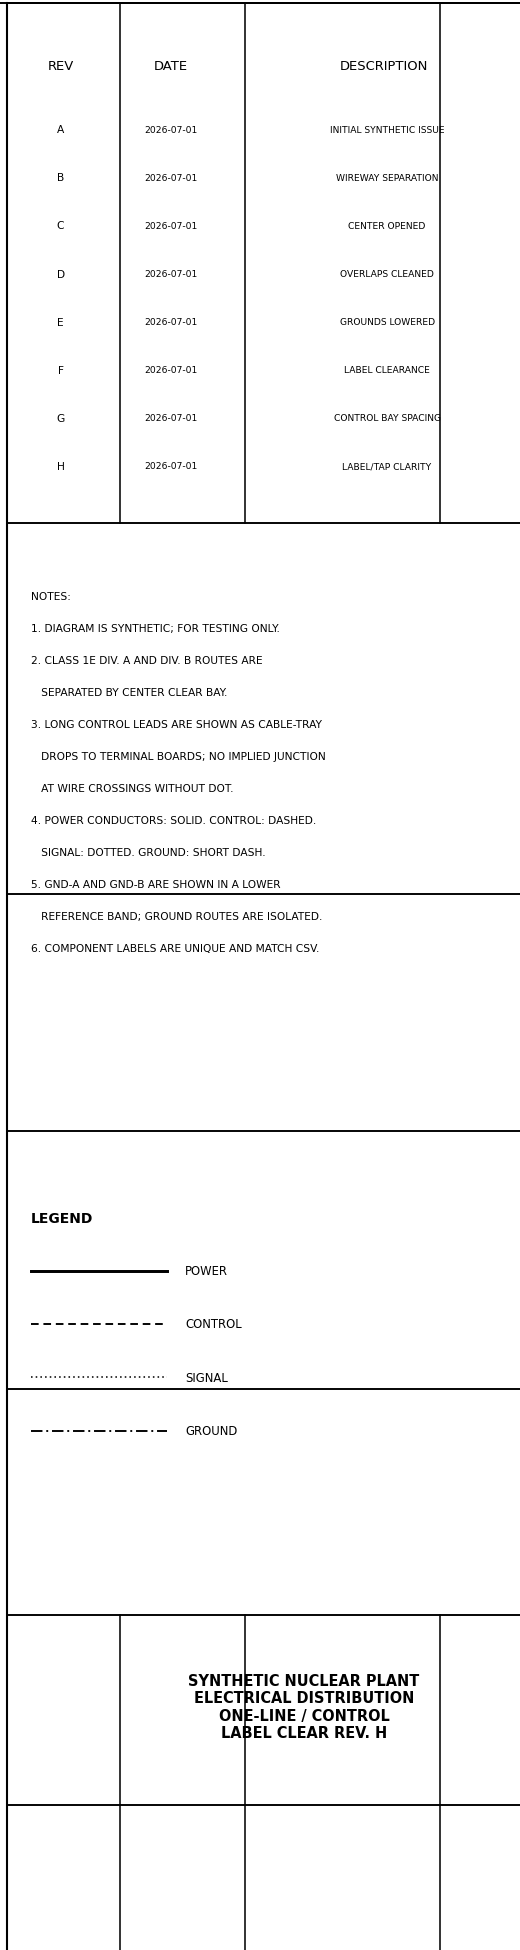 REV DATE DESCRIPTION
A 2026-07-01 INITIAL SYNTHETIC ISSUE
B 2026-07-01 WIREWAY SEPARATION
C 2026-07-01 CENTER OPENED
D 2026-07-01 OVERLAPS CLEANED
E 2026-07-01 GROUNDS LOWERED
F 2026-07-01 LABEL CLEARANCE
G 2026-07-01 CONTROL BAY SPACING
H 2026-07-01 LABEL/TAP CLARITY
NOTES:
1. DIAGRAM IS SYNTHETIC; FOR TESTING ONLY.
2. CLASS 1E DIV. A AND DIV. B ROUTES ARE
SEPARATED BY CENTER CLEAR BAY.
3. LONG CONTROL LEADS ARE SHOWN AS CABLE-TRAY
DROPS TO TERMINAL BOARDS; NO IMPLIED JUNCTION
AT WIRE CROSSINGS WITHOUT DOT.
4. POWER CONDUCTORS: SOLID. CONTROL: DASHED.
SIGNAL: DOTTED. GROUND: SHORT DASH.
5. GND-A AND GND-B ARE SHOWN IN A LOWER
REFERENCE BAND; GROUND ROUTES ARE ISOLATED.
6. COMPONENT LABELS ARE UNIQUE AND MATCH CSV.
LEGEND
POWER
CONTROL
SIGNAL
GROUND
SYNTHETIC NUCLEAR PLANT
ELECTRICAL DISTRIBUTION
ONE-LINE / CONTROL
LABEL CLEAR REV. H